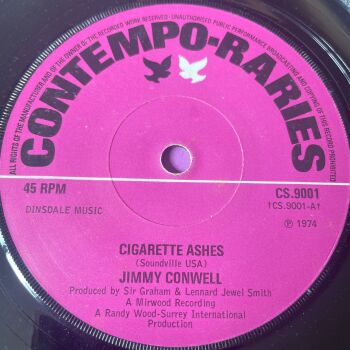 ALL RIGHTS OF THE MANUFACTURER AND OF THE OWNER OF THE RECORDED WORK RESERVED - UNAUTHORISED PUBLIC PERFORMANCE BROADCASTING AND COPYING OF THIS RECORD PROHIBITED
CONTEMPO-RARIES
45 RPM
CS.9001
1CS.9001-A1
DINSDALE MUSIC
℗ 1974
CIGARETTE ASHES
(Soundville USA)
JIMMY CONWELL
Produced by Sir Graham & Lennard Jewel Smith
A Mirwood Recording
A Randy Wood-Surrey International
Production